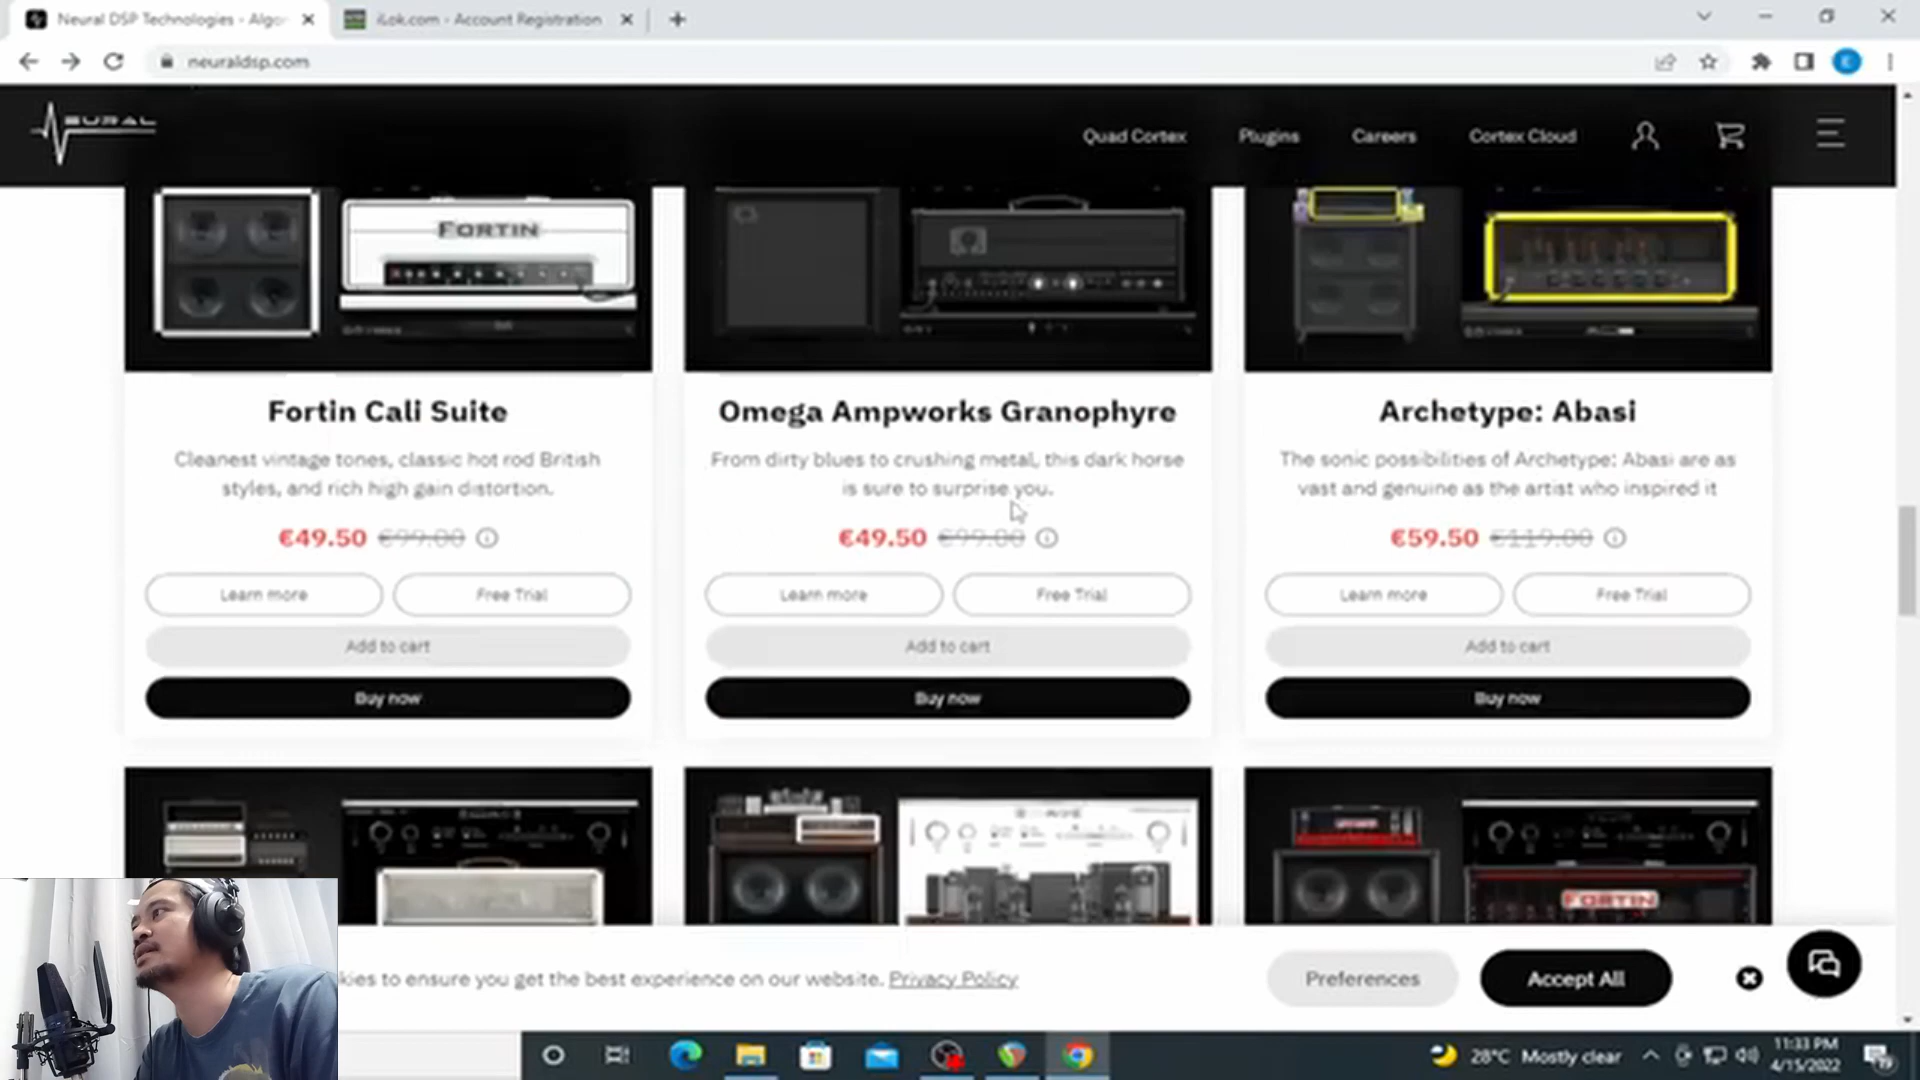 Neural DSP Technologies - Algor
iLok.com - Account Registration
neuraldsp.com
E
NEURAL
Quad Cortex
Plugins
Careers
Cortex Cloud
FORTIN
Fortin Cali Suite
Cleanest vintage tones, classic hot rod British
styles, and rich high gain distortion.
€49.50 €99.00
Learn more
Free Trial
Add to cart
Buy now
Omega Ampworks Granophyre
From dirty blues to crushing metal, this dark horse
is sure to surprise you.
€49.50 €99.00
Learn more
Free Trial
Add to cart
Buy now
Archetype: Abasi
The sonic possibilities of Archetype: Abasi are as
vast and genuine as the artist who inspired it
€59.50 €119.00
Learn more
Free Trial
Add to cart
Buy now
FORTIN
kies to ensure you get the best experience on our website. Privacy Policy
Preferences
Accept All
28°C Mostly clear
11:33 PM
4/15/2022